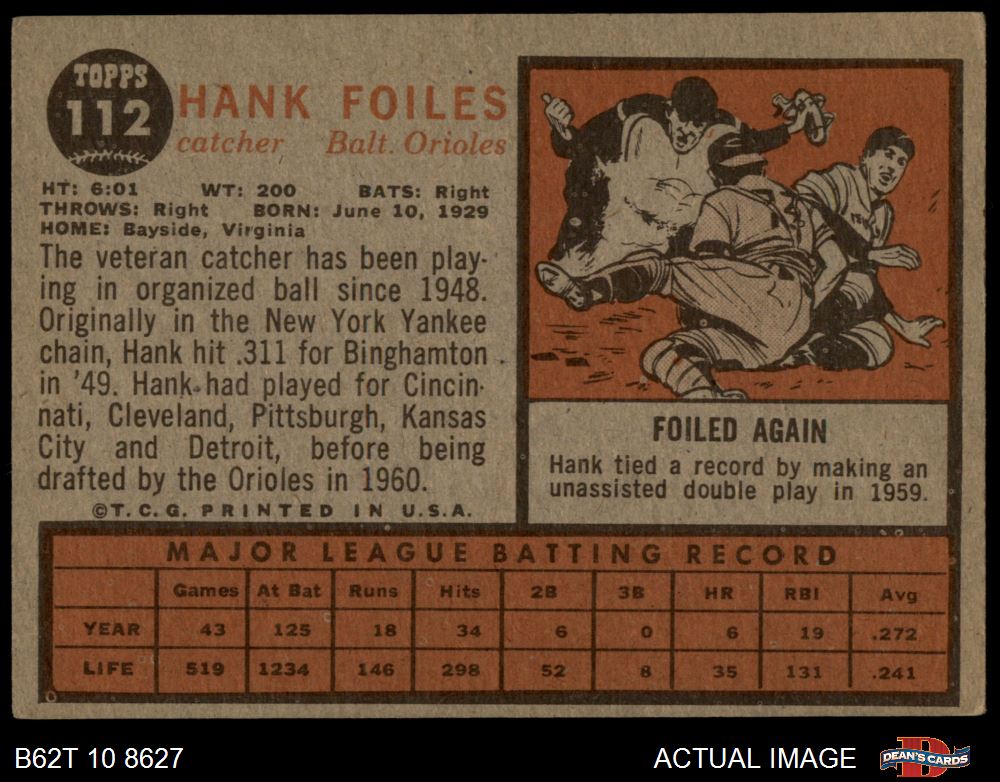 TOPPS
112
HANK FOILES
catcher Balt. Orioles
HT: 6:01 WT: 200 BATS: Right
THROWS: Right BORN: June 10, 1929
HOME: Bayside, Virginia
The veteran catcher has been play-
ing in organized ball since 1948.
Originally in the New York Yankee
chain, Hank hit .311 for Binghamton
in '49. Hank had played for Cincin-
nati, Cleveland, Pittsburgh, Kansas
City and Detroit, before being
drafted by the Orioles in 1960.
©T.C.G. PRINTED IN U.S.A.
FOILED AGAIN
Hank tied a record by making an
unassisted double play in 1959.
MAJOR LEAGUE BATTING RECORD
Games At Bat Runs Hits 2B 3B HR RBI Avg
YEAR 43 125 18 34 6 0 6 19 .272
LIFE 519 1234 146 298 52 8 35 131 .241
B62T 10 8627
ACTUAL IMAGE
DEAN'S CARDS